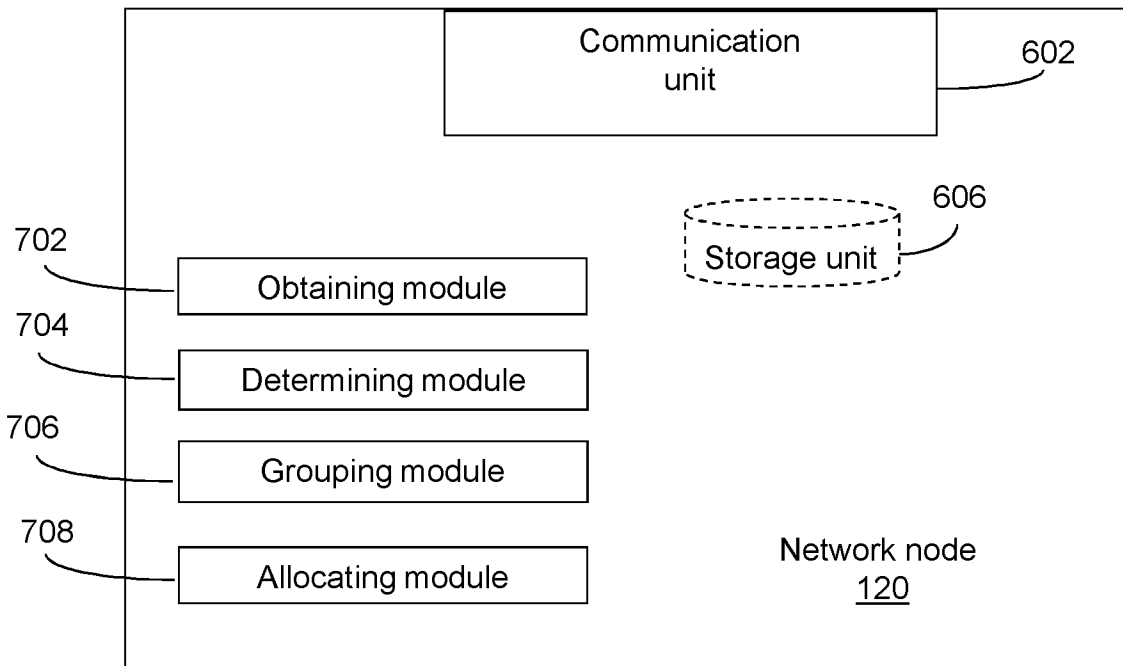 Communication
unit
602
606
Storage unit
702
Obtaining module
704
Determining module
706
Grouping module
708
Allocating module
Network node
120